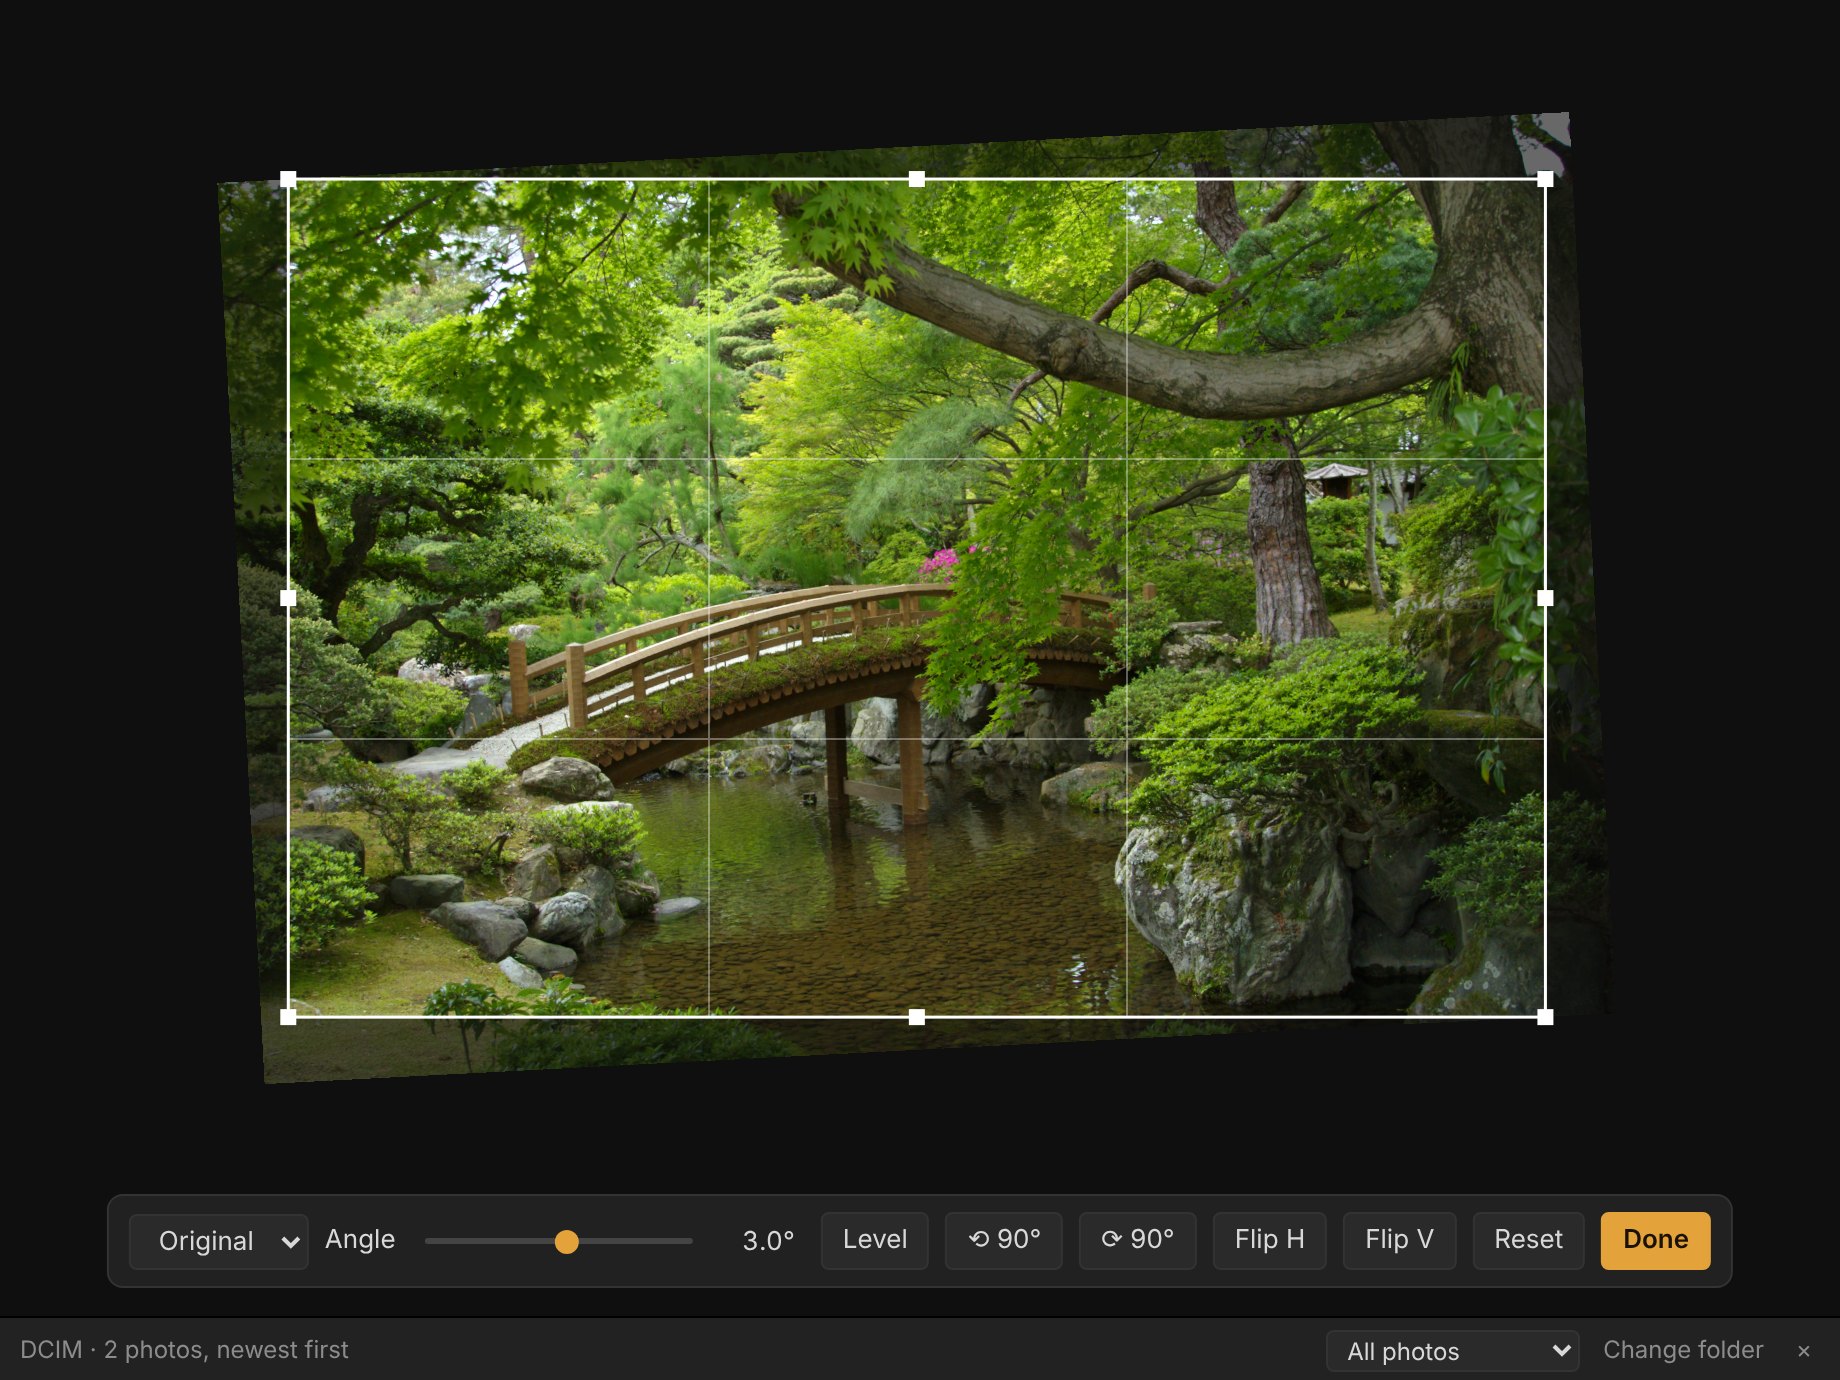 Original Angle 3.0° Level ⟲ 90° ⟳ 90° Flip H Flip V Reset Done
DCIM · 2 photos, newest first All photos Change folder ×